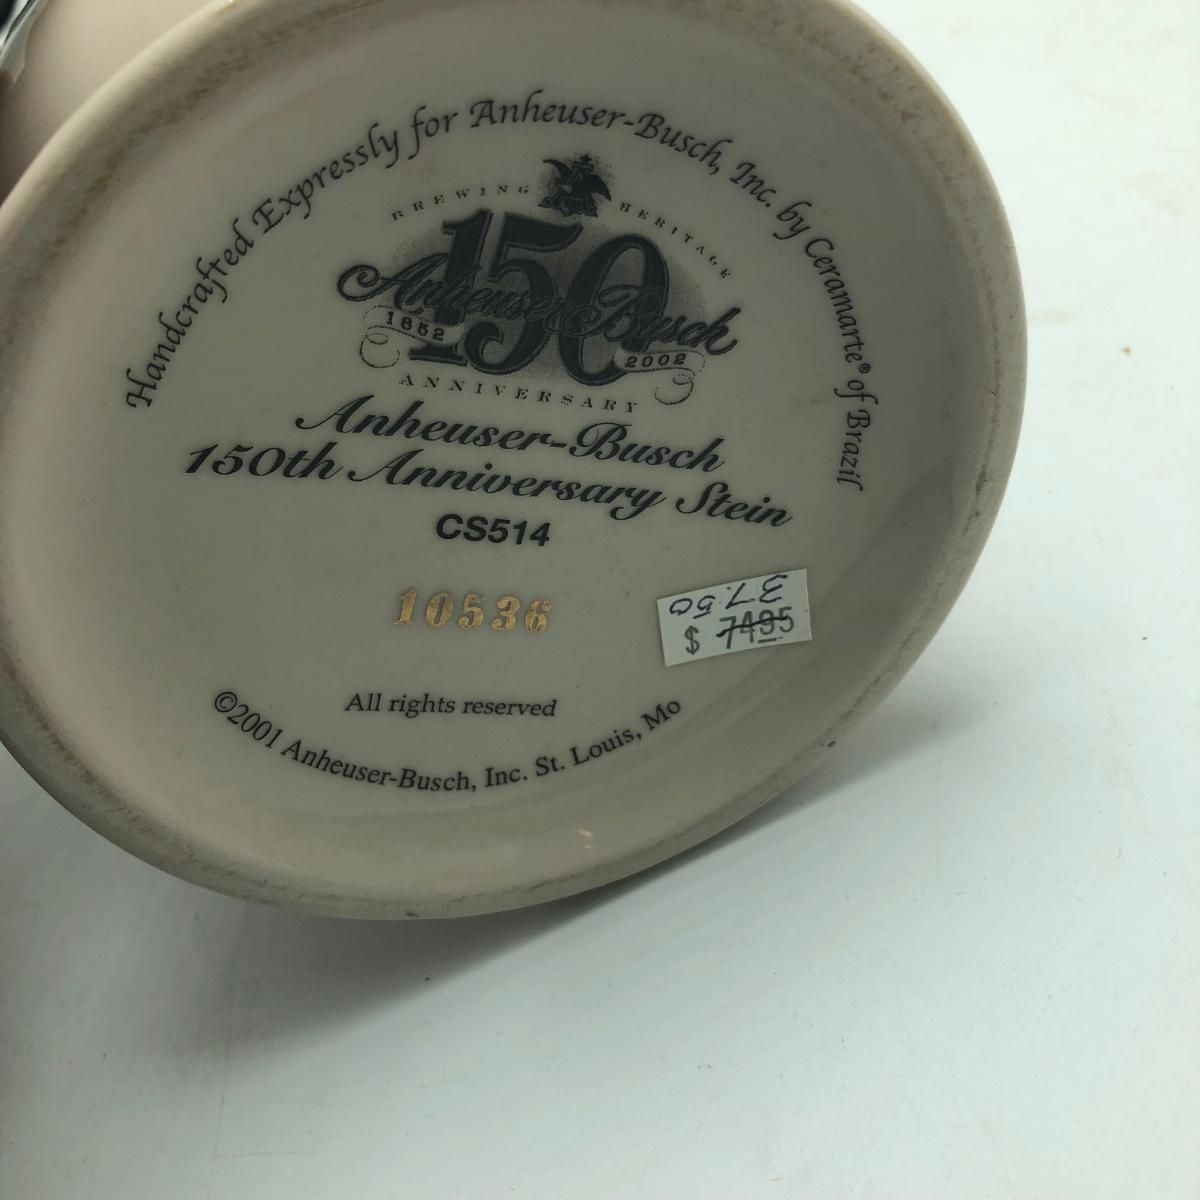 Handcrafted Expressly for Anheuser-Busch, Inc. by Ceramarte® of Brazil
BREWING HERITAGE
150
Anheuser Busch
1852 2002
ANNIVERSARY
Anheuser-Busch
150th Anniversary Stein
CS514
10536
37.50
$ 7495
All rights reserved
©2001 Anheuser-Busch, Inc. St. Louis, Mo